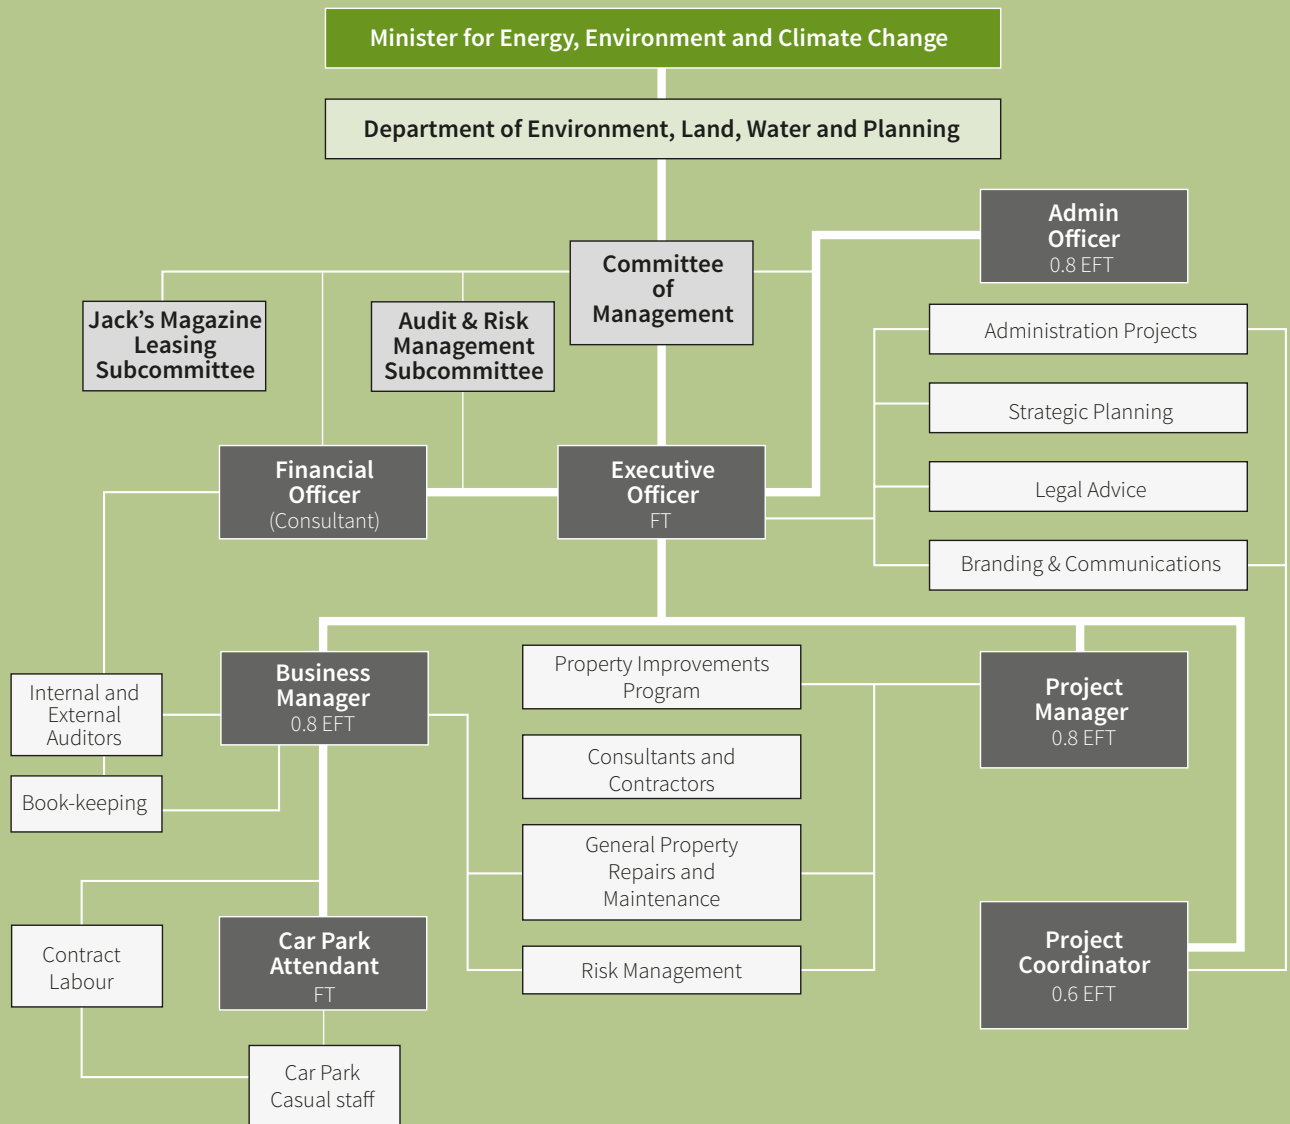 Minister for Energy, Environment and Climate Change
Department of Environment, Land, Water and Planning
Admin
Officer
0.8 EFT
Committee
of
Management
Jack’s Magazine
Leasing
Subcommittee
Audit & Risk
Management
Subcommittee
Administration Projects
Strategic Planning
Legal Advice
Branding & Communications
Financial
Officer
(Consultant)
Executive
Officer
FT
Business
Manager
0.8 EFT
Property Improvements
Program
Project
Manager
0.8 EFT
Internal and
External
Auditors
Book-keeping
Consultants and
Contractors
General Property
Repairs and
Maintenance
Risk Management
Contract
Labour
Car Park
Attendant
FT
Project
Coordinator
0.6 EFT
Car Park
Casual staff